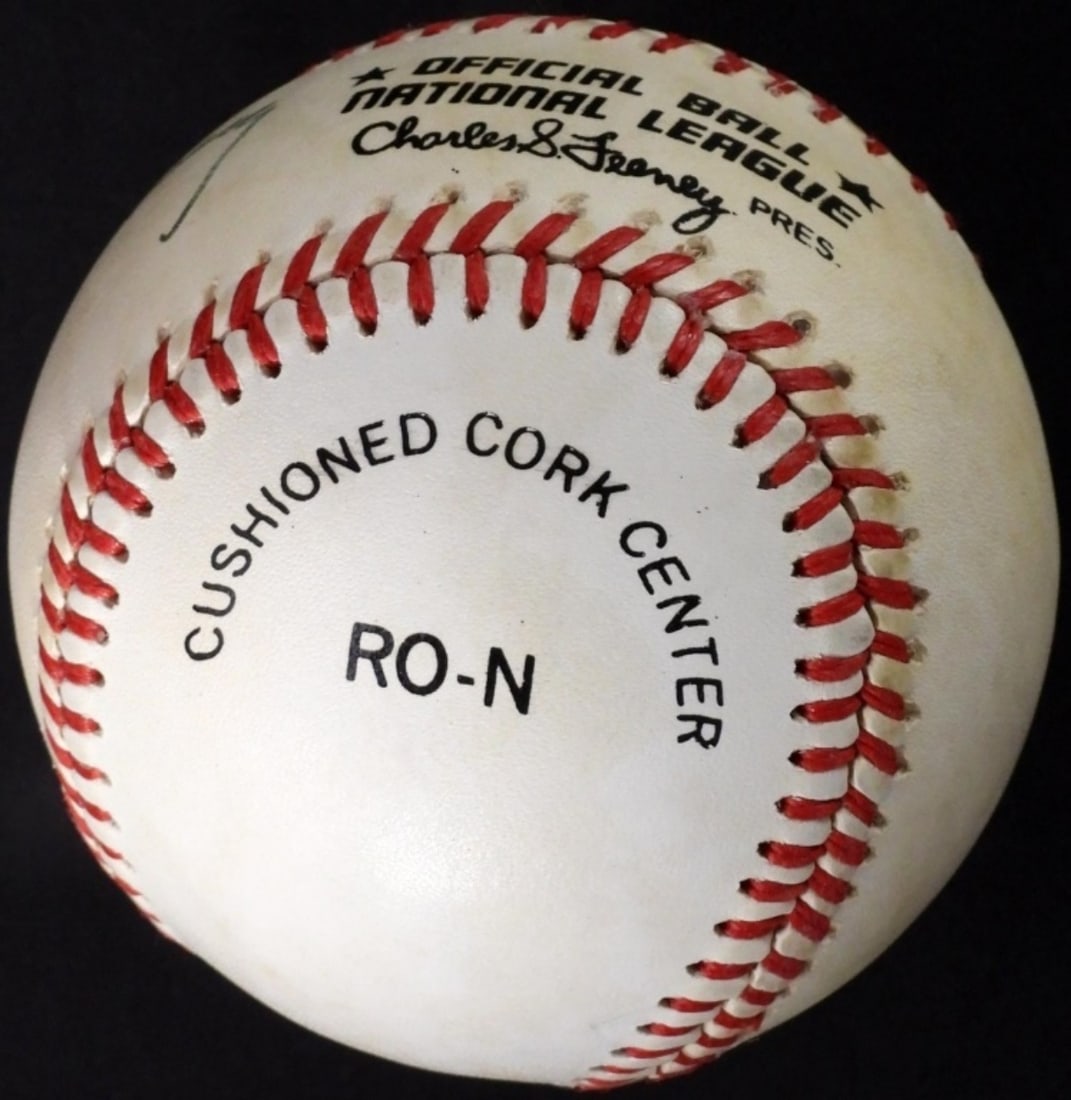 ★ OFFICIAL BALL
NATIONAL LEAGUE ★
Charles S. Feeney PRES.
CUSHIONED CORK CENTER
RO-N